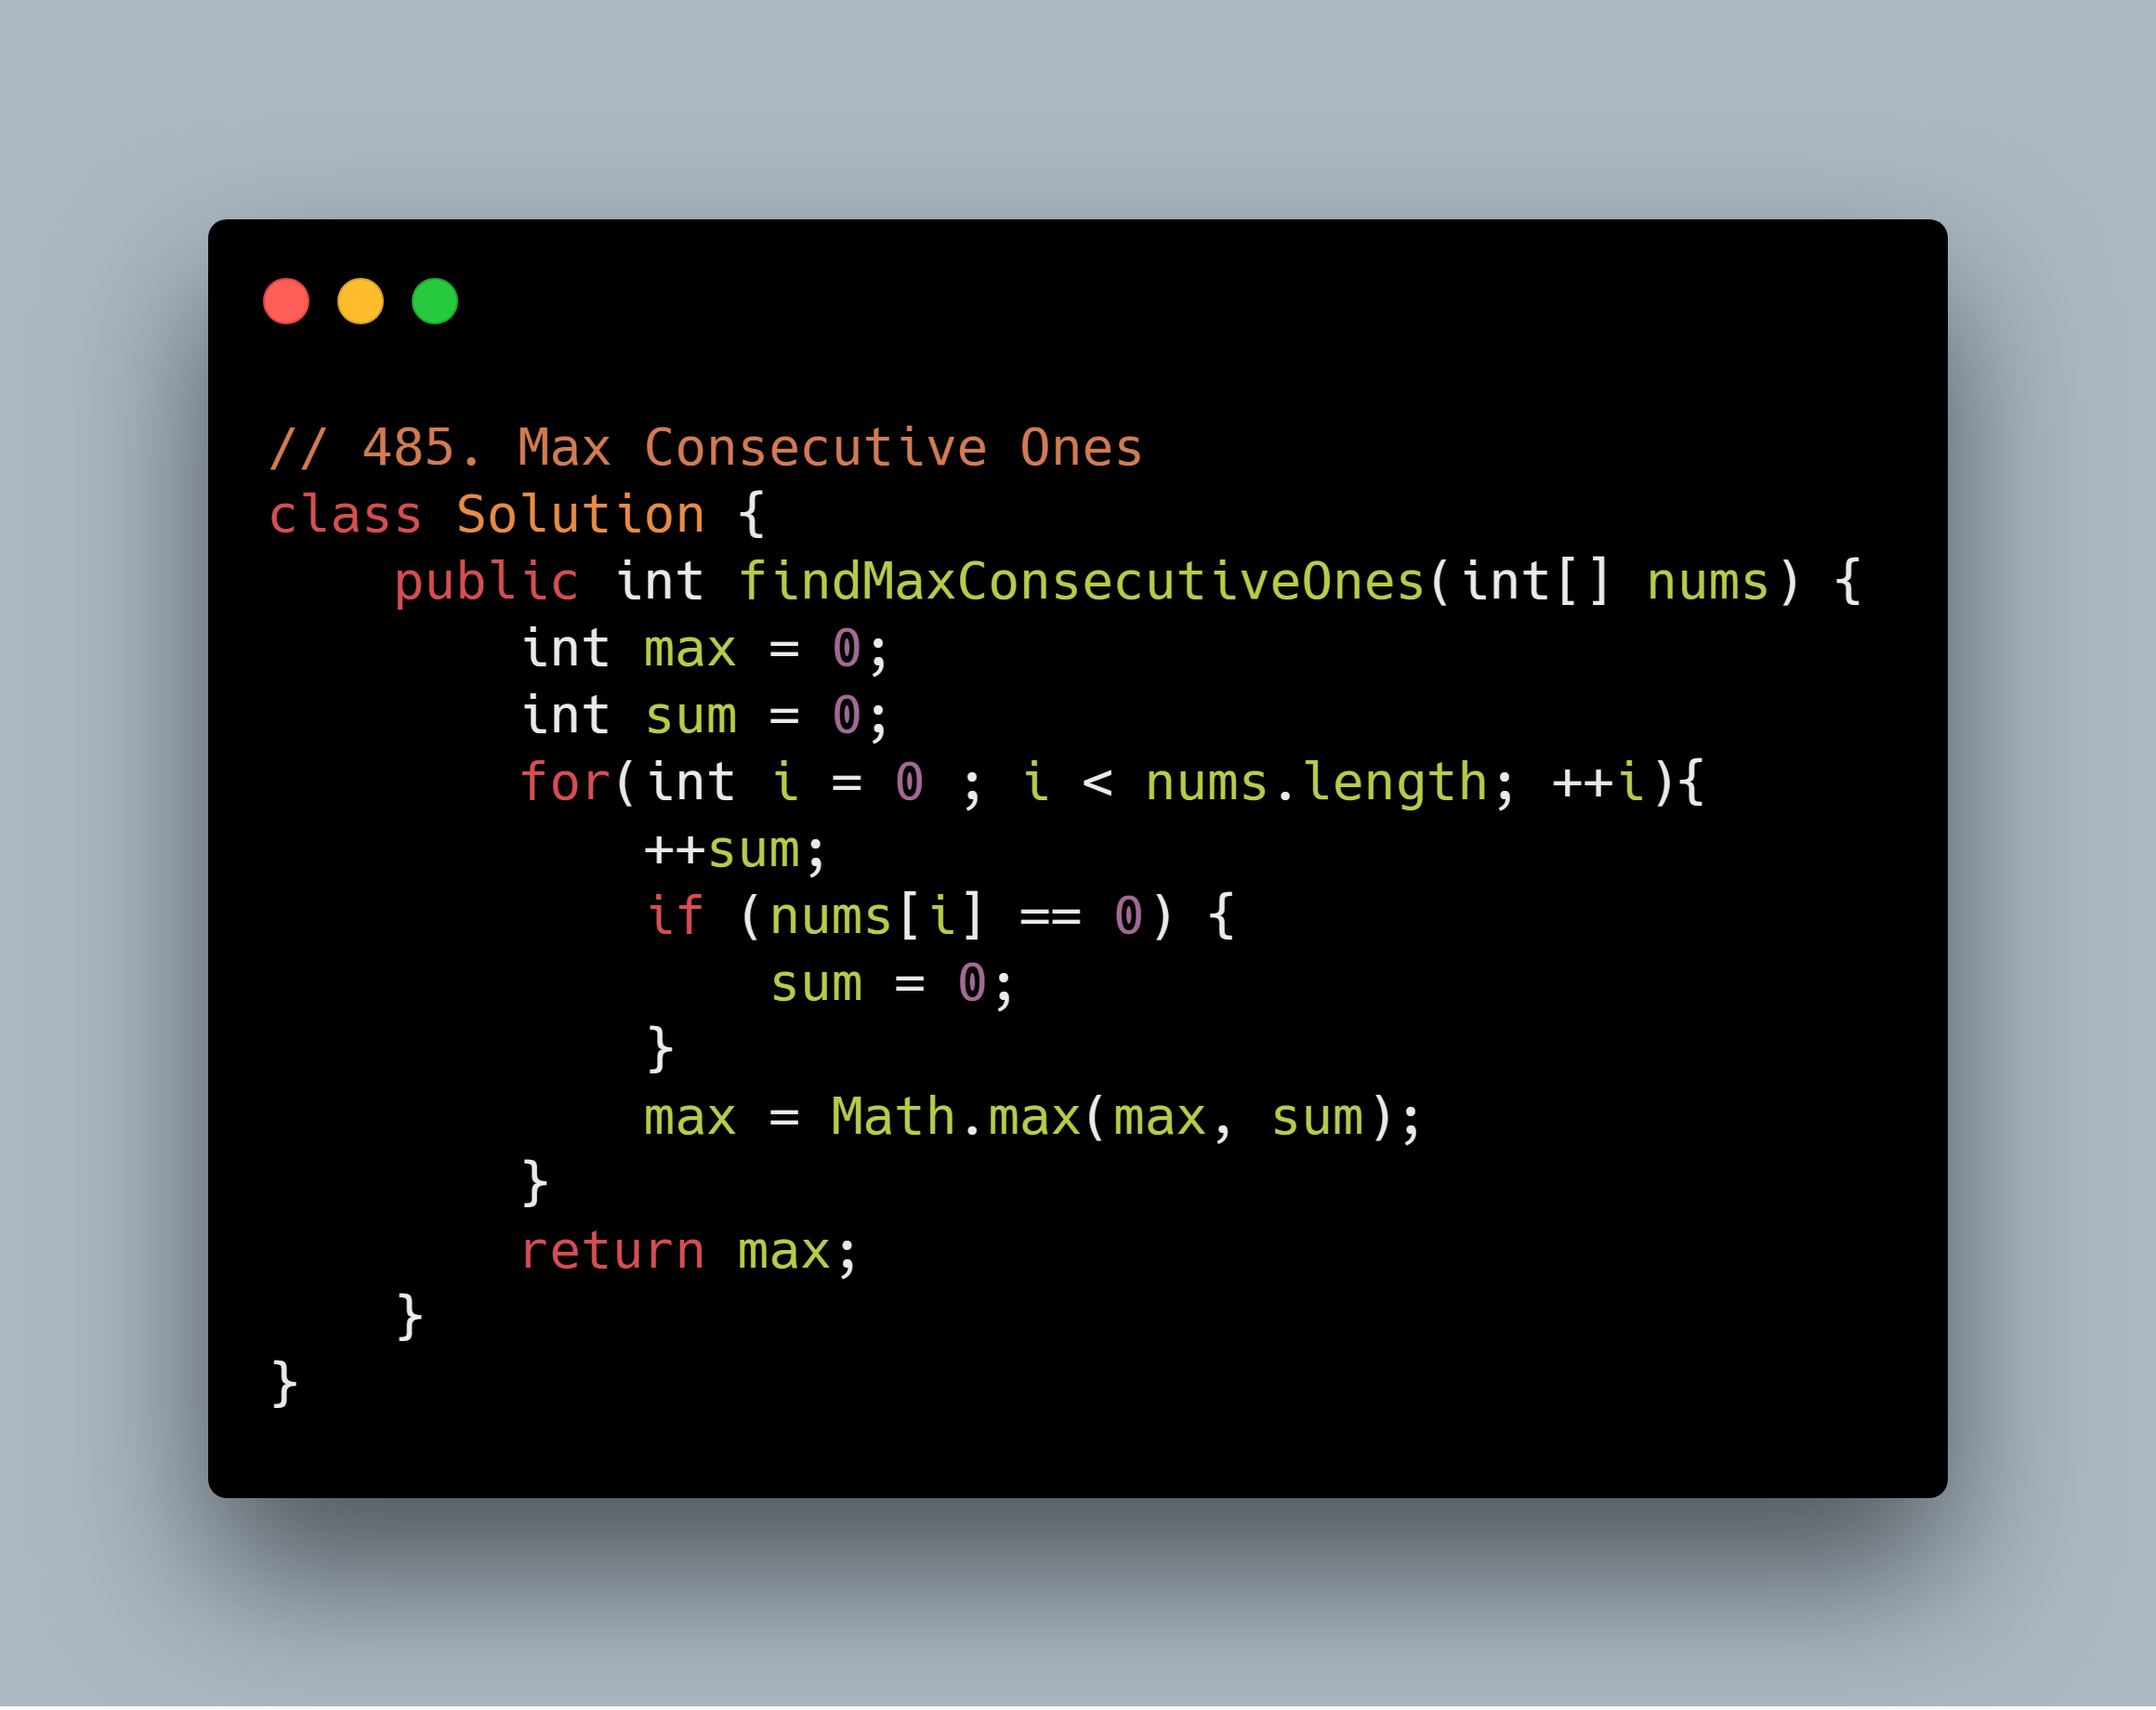 // 485. Max Consecutive Ones
class Solution {
    public int findMaxConsecutiveOnes(int[] nums) {
        int max = 0;
        int sum = 0;
        for(int i = 0 ; i < nums.length; ++i){
            ++sum;
            if (nums[i] == 0) {
                sum = 0;
            }
            max = Math.max(max, sum);
        }
        return max;
    }
}